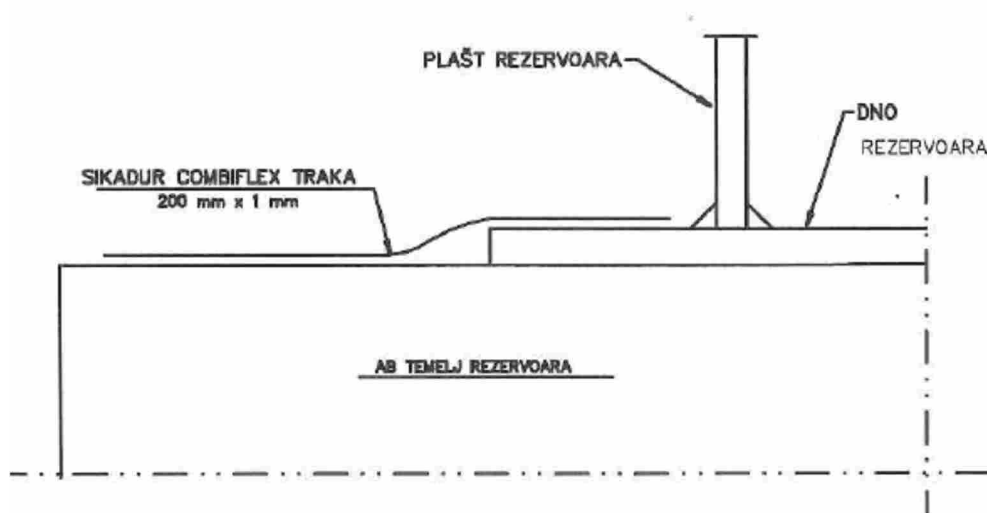 PLAŠT REZERVOARA
DNO
REZERVOARA
SIKADUR COMBIFLEX TRAKA
200 mm x 1 mm
AB TEMELJ REZERVOARA